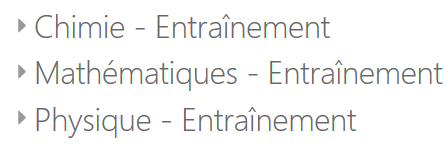 Chimie - Entraînement
Mathématiques - Entraînement
Physique - Entraînement